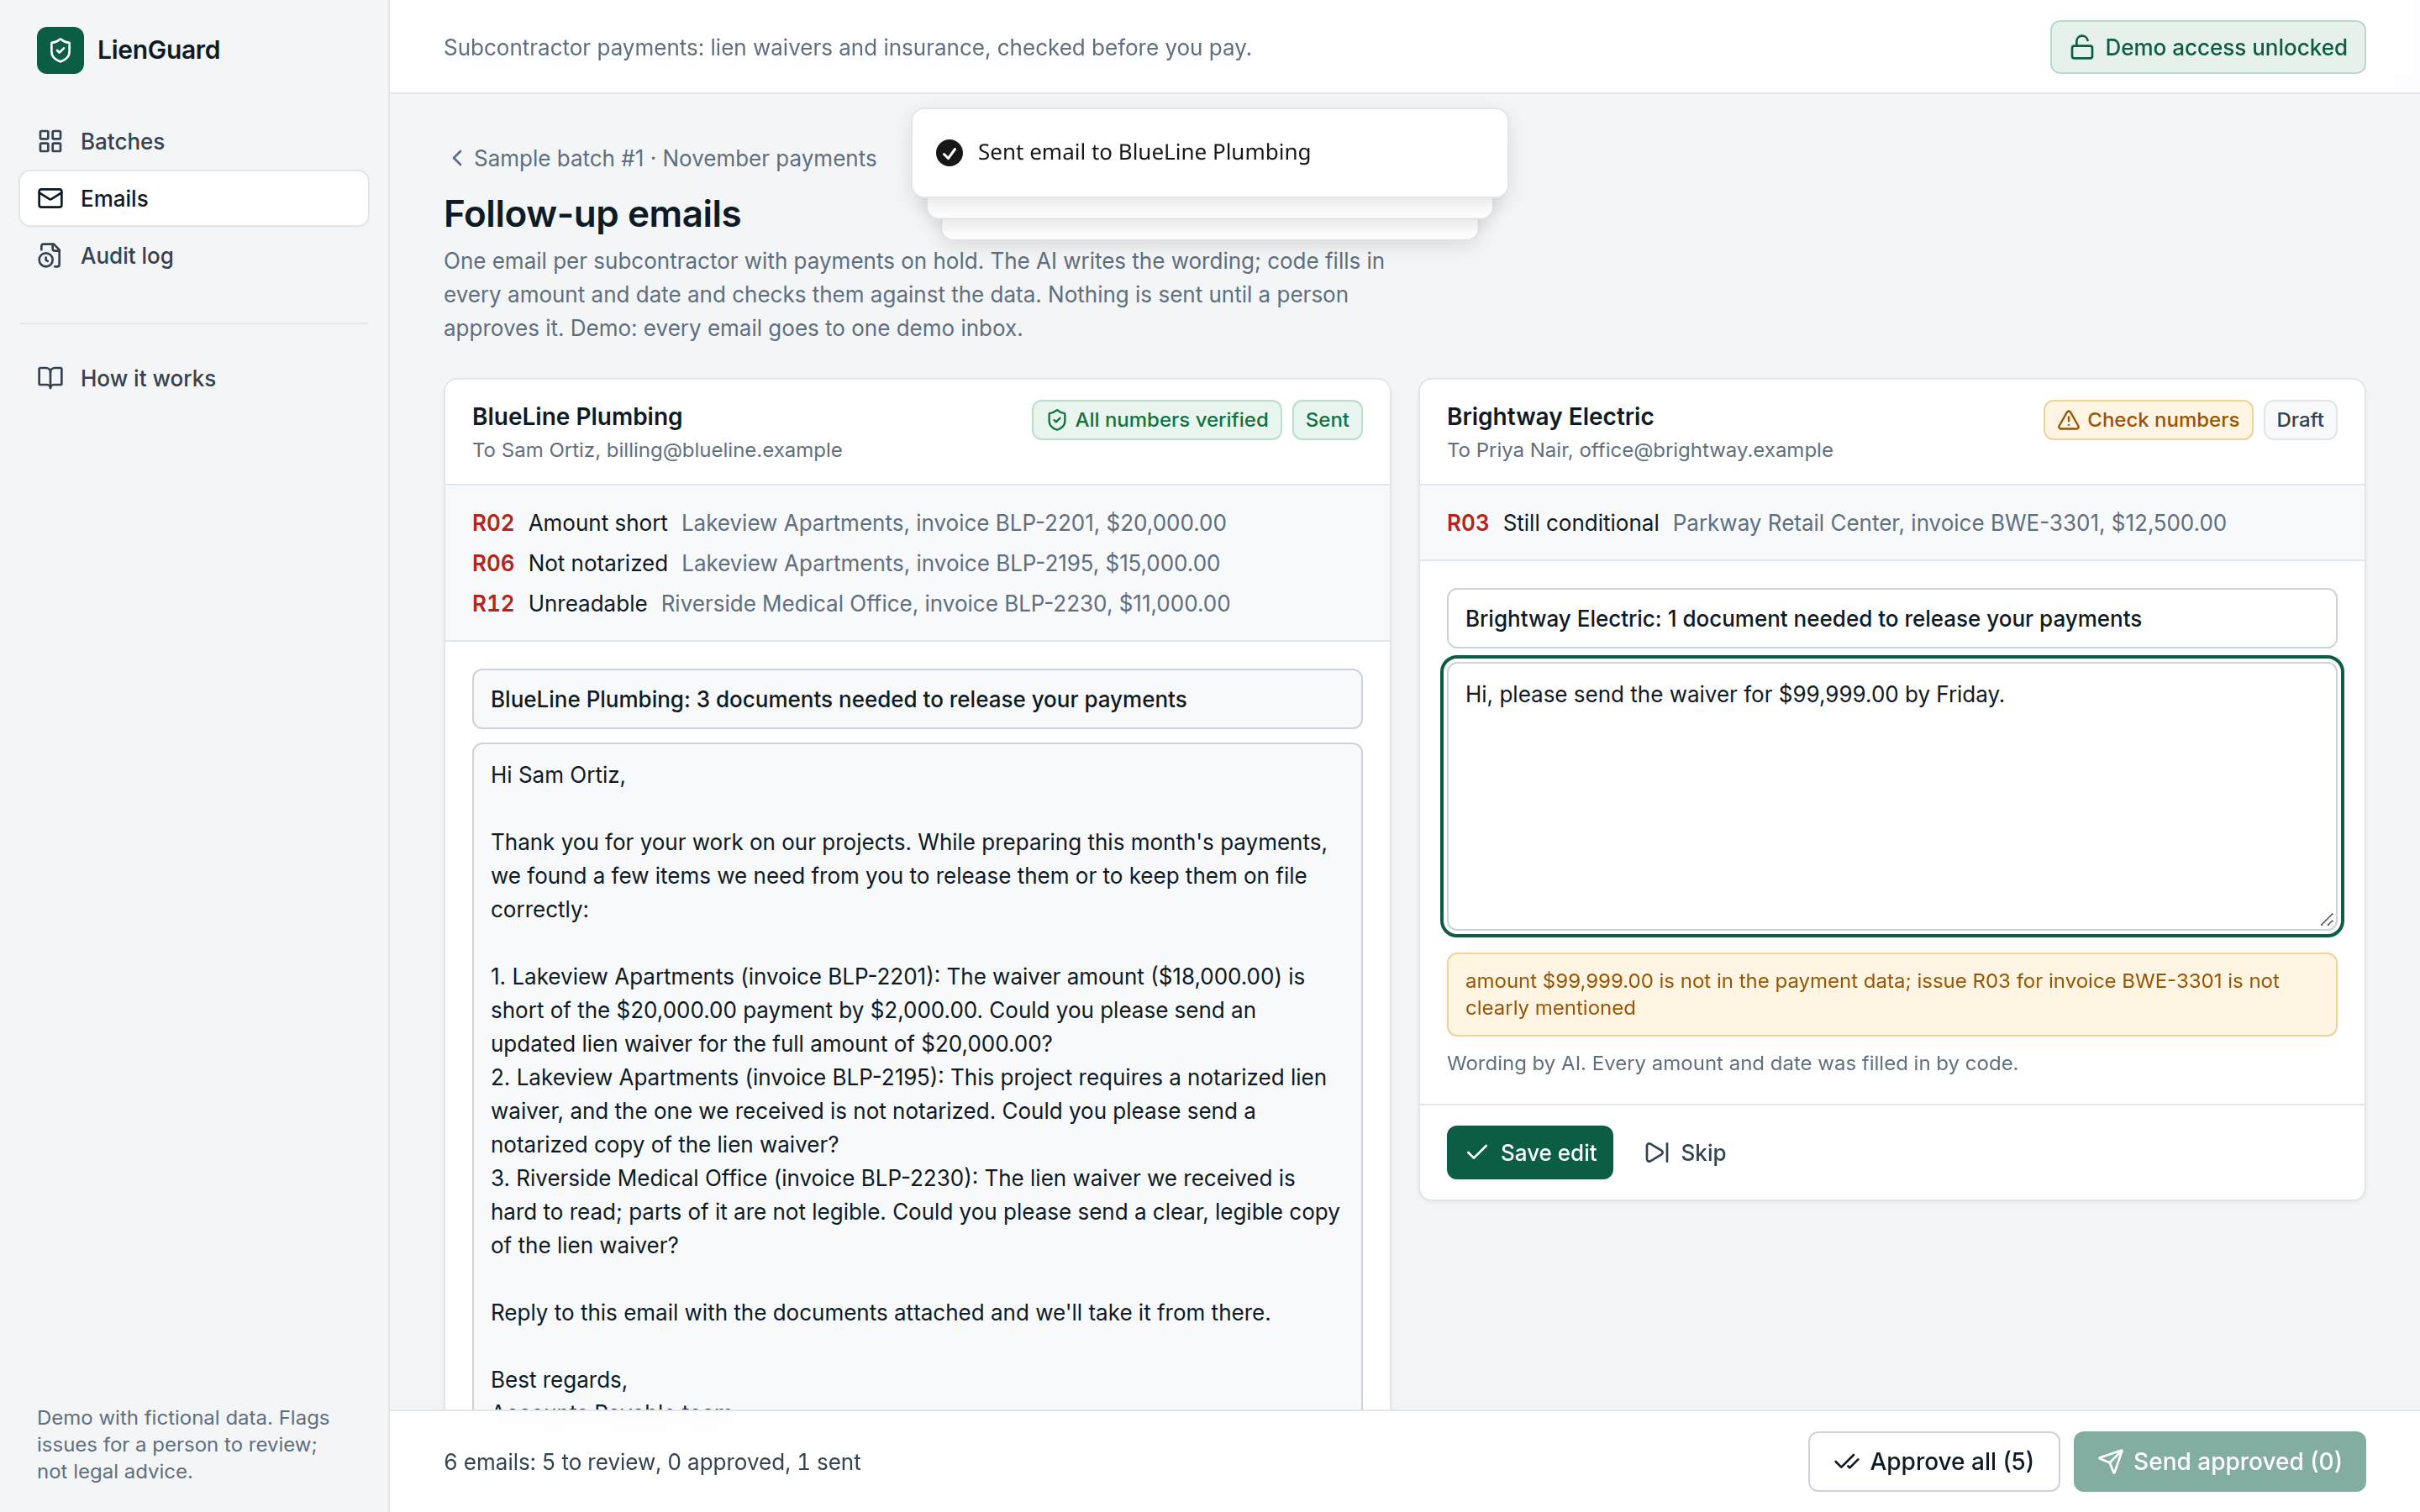 LienGuard
Subcontractor payments: lien waivers and insurance, checked before you pay.
Demo access unlocked
Batches
Emails
Audit log
How it works
Sent email to BlueLine Plumbing
Sample batch #1 · November payments
Follow-up emails
One email per subcontractor with payments on hold. The AI writes the wording; code fills in
every amount and date and checks them against the data. Nothing is sent until a person
approves it. Demo: every email goes to one demo inbox.
BlueLine Plumbing
All numbers verified
Sent
To Sam Ortiz, billing@blueline.example
R02 Amount short Lakeview Apartments, invoice BLP-2201, $20,000.00
R06 Not notarized Lakeview Apartments, invoice BLP-2195, $15,000.00
R12 Unreadable Riverside Medical Office, invoice BLP-2230, $11,000.00
BlueLine Plumbing: 3 documents needed to release your payments
Hi Sam Ortiz,
Thank you for your work on our projects. While preparing this month's payments,
we found a few items we need from you to release them or to keep them on file
correctly:
1. Lakeview Apartments (invoice BLP-2201): The waiver amount ($18,000.00) is
short of the $20,000.00 payment by $2,000.00. Could you please send an
updated lien waiver for the full amount of $20,000.00?
2. Lakeview Apartments (invoice BLP-2195): This project requires a notarized lien
waiver, and the one we received is not notarized. Could you please send a
notarized copy of the lien waiver?
3. Riverside Medical Office (invoice BLP-2230): The lien waiver we received is
hard to read; parts of it are not legible. Could you please send a clear, legible copy
of the lien waiver?
Reply to this email with the documents attached and we'll take it from there.
Best regards,
Accounts Payable team
Brightway Electric
Check numbers
Draft
To Priya Nair, office@brightway.example
R03 Still conditional Parkway Retail Center, invoice BWE-3301, $12,500.00
Brightway Electric: 1 document needed to release your payments
Hi, please send the waiver for $99,999.00 by Friday.
amount $99,999.00 is not in the payment data; issue R03 for invoice BWE-3301 is not
clearly mentioned
Wording by AI. Every amount and date was filled in by code.
Save edit
Skip
Demo with fictional data. Flags
issues for a person to review;
not legal advice.
6 emails: 5 to review, 0 approved, 1 sent
Approve all (5)
Send approved (0)